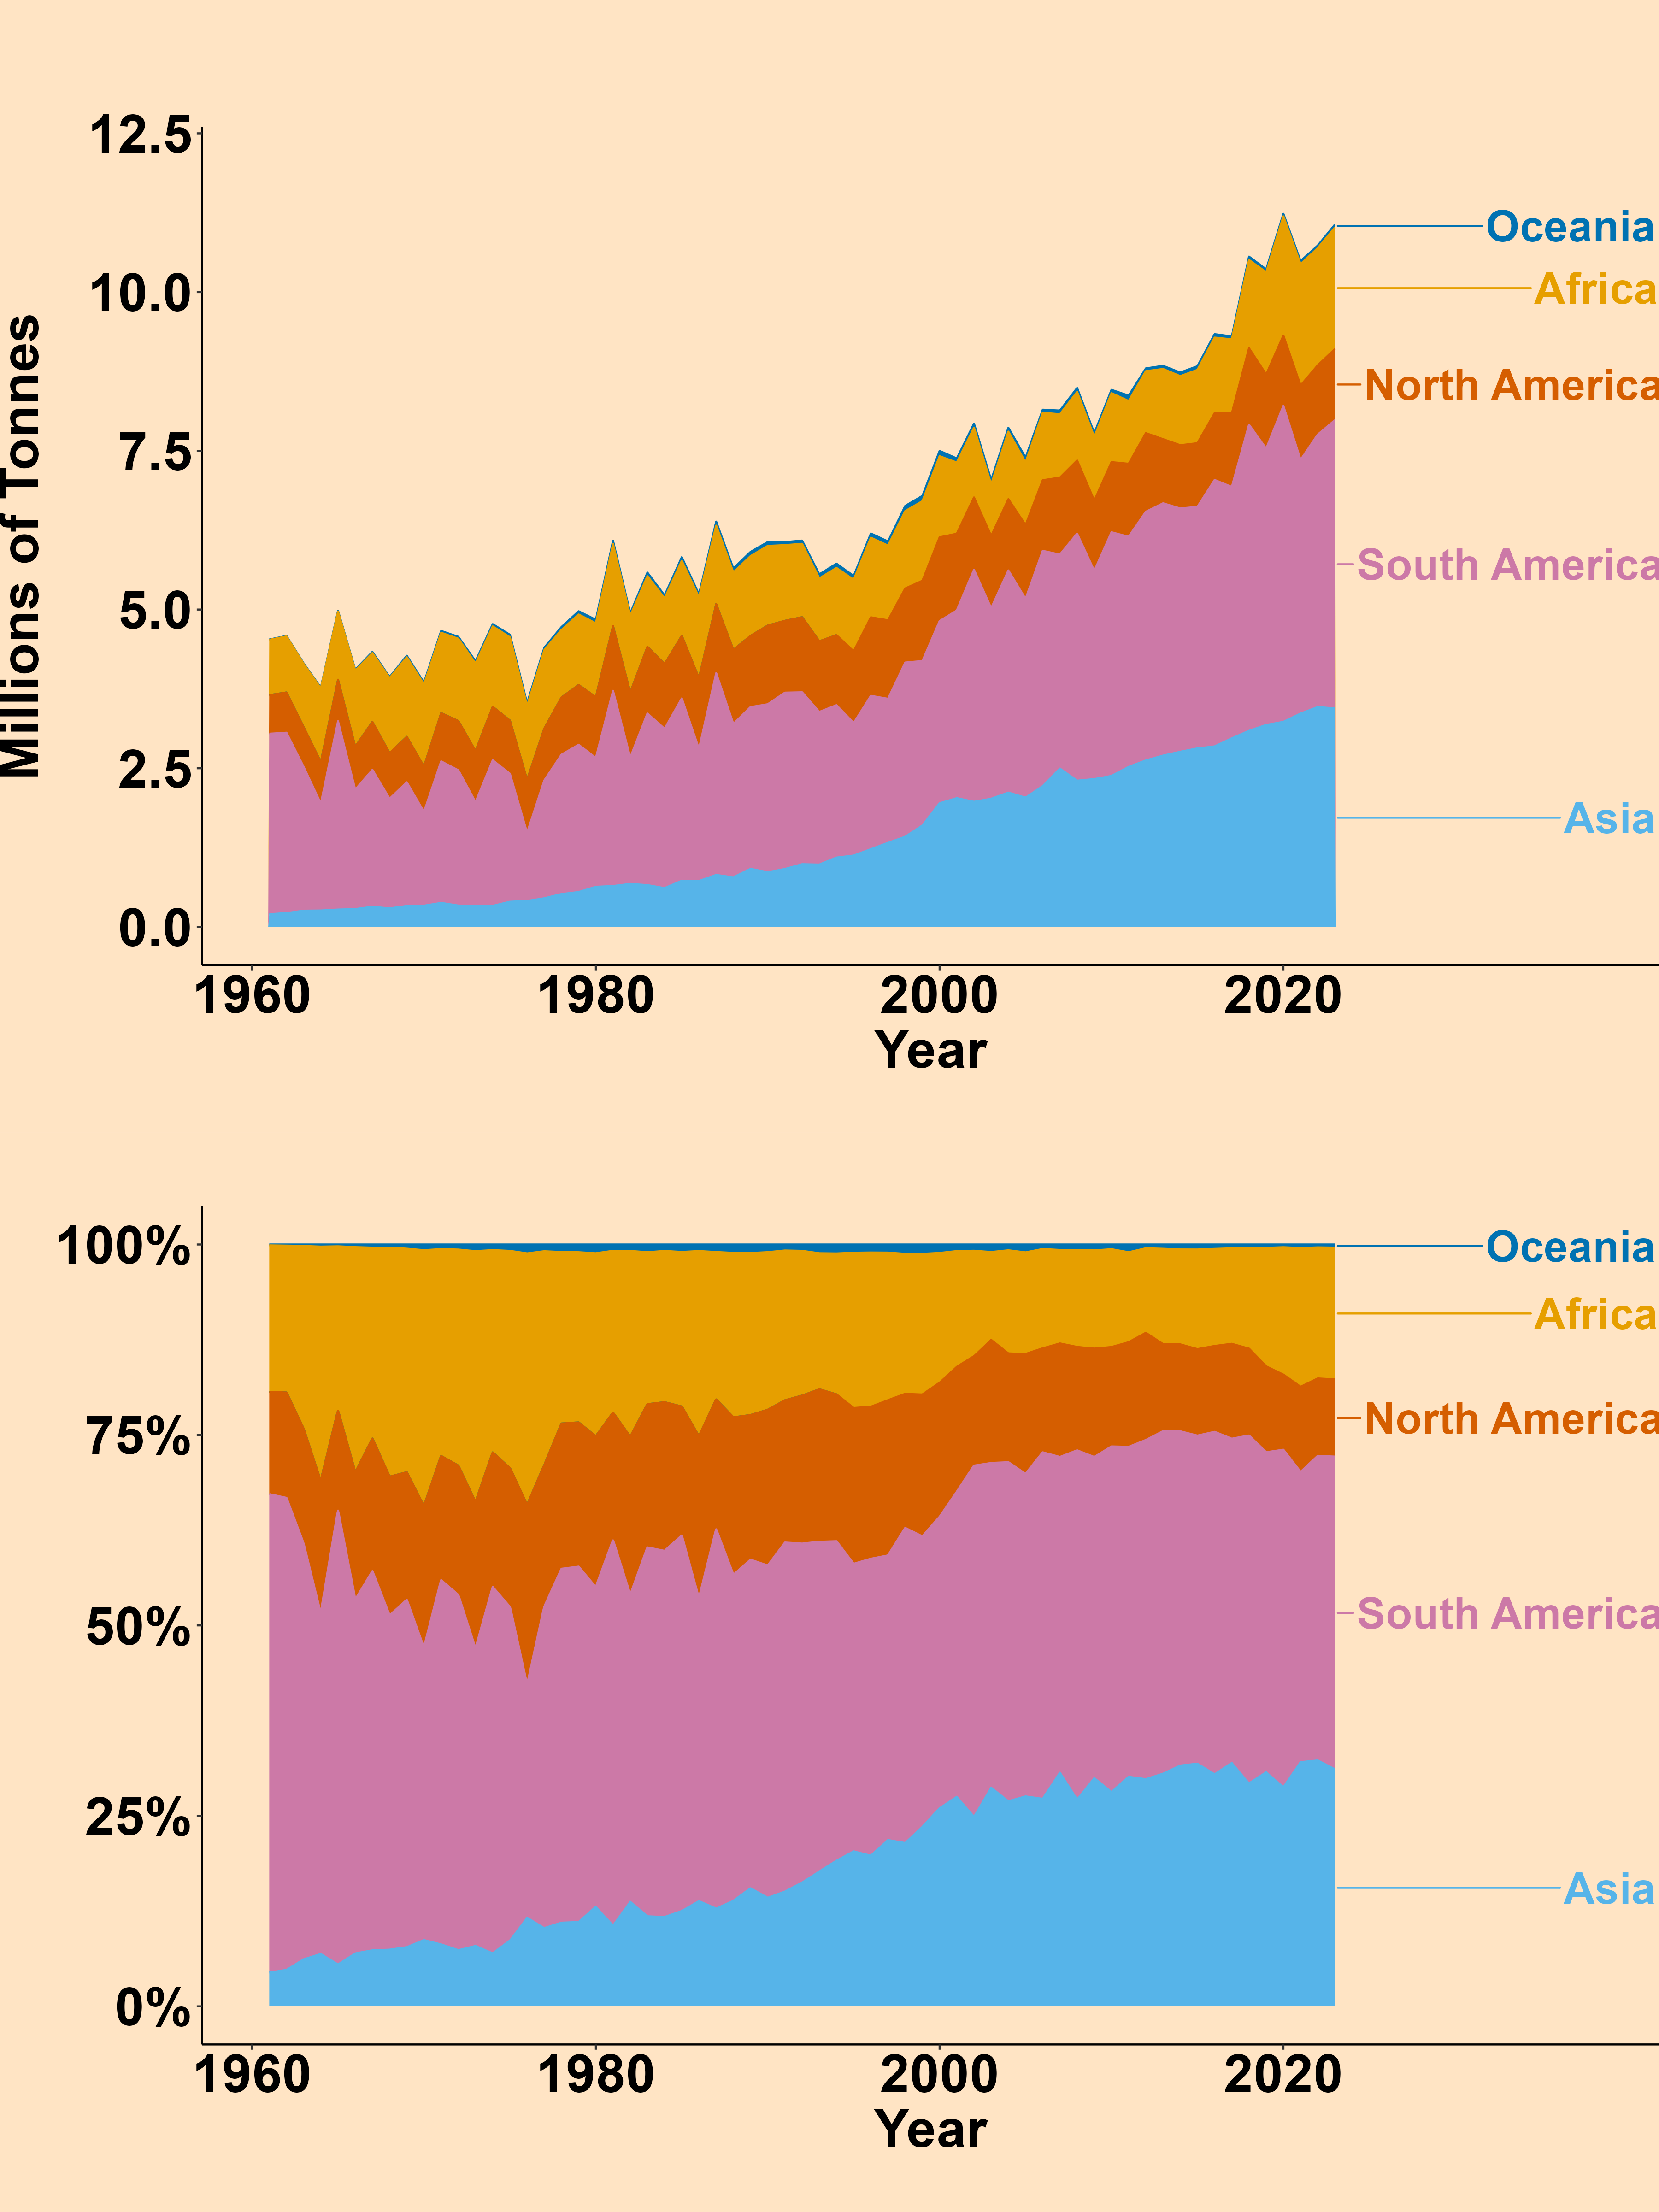 12.5
10.0
7.5
5.0
2.5
0.0
Millions of Tonnes
Oceania
Africa
North America
South America
Asia
1960 1980 2000 2020
Year
100%
75%
50%
25%
0%
Oceania
Africa
North America
South America
Asia
1960 1980 2000 2020
Year